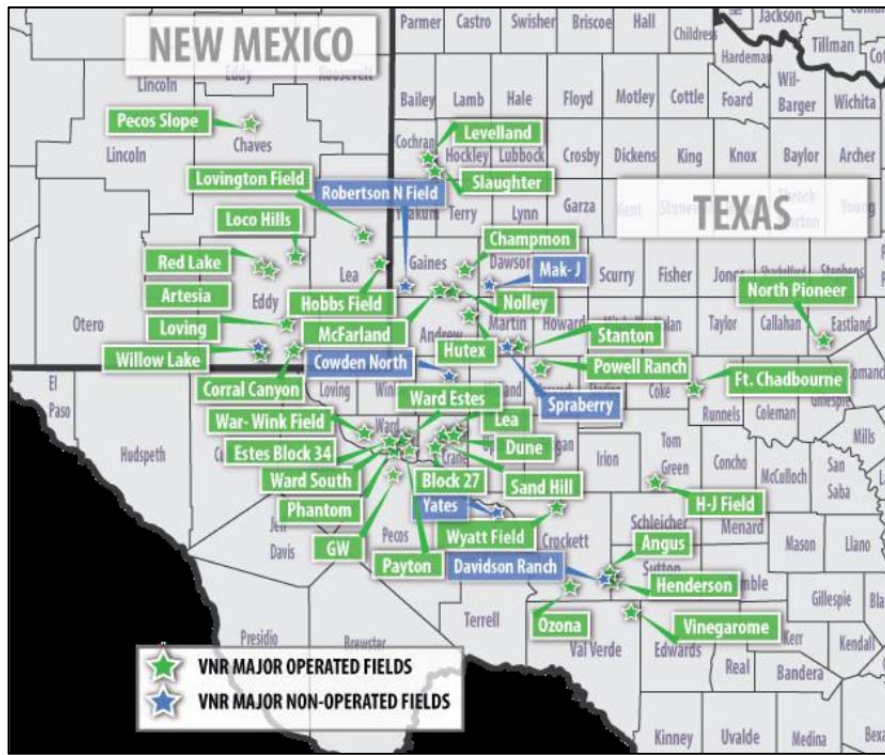 Parmer Castro Swisher Briscoe Hall Childress
Jackson
Tillman
Hardeman
NEW MEXICO
Eddy
Roosevelt
Lincoln
Bailey Lamb Hale Floyd Motley Cottle Foard Wil-
Barger Wichita
Pecos Slope
Chaves
Lincoln
Levelland
Cochran
Hockley Lubbock Crosby Dickens King Knox Baylor Archer
Lovington Field
Robertson N Field
Slaughter
Yoakum Terry Lynn Garza
TEXAS
Loco Hills
Champmon
Red Lake
Lea
Gaines Dawson
Mak- J
Scurry Fisher
North Pioneer
Artesia
Eddy
Hobbs Field
Nolley
Otero
Loving
McFarland
Andrew Martin Howard
Stanton
Nolan Taylor Callahan Eastland
Willow Lake
Cowden North
Hutex
Powell Ranch
Ft. Chadbourne
El
Paso
Corral Canyon
Loving
Ward Estes
Spraberry
Coke
Runnels Coleman
Hudspeth
War- Wink Field
Ward
Lea
Mills
Estes Block 34
Crane
Dune
Irion
Tom
Green
Concho
McCulloch
San
Saba
Ward South
Block 27
Sand Hill
H-J Field
Phantom
Yates
Schleicher
Menard
Jeff
Davis
GW
Pecos
Wyatt Field
Crockett
Angus
Mason Llano
Payton
Davidson Ranch
Sutton
Henderson
Gillespie
Terrell
Ozona
Vinegarome
Presidio
Brewster
Val Verde
Edwards
Kerr
Kendall
Real
Bandera
VNR MAJOR OPERATED FIELDS
VNR MAJOR NON-OPERATED FIELDS
Kinney Uvalde Medina